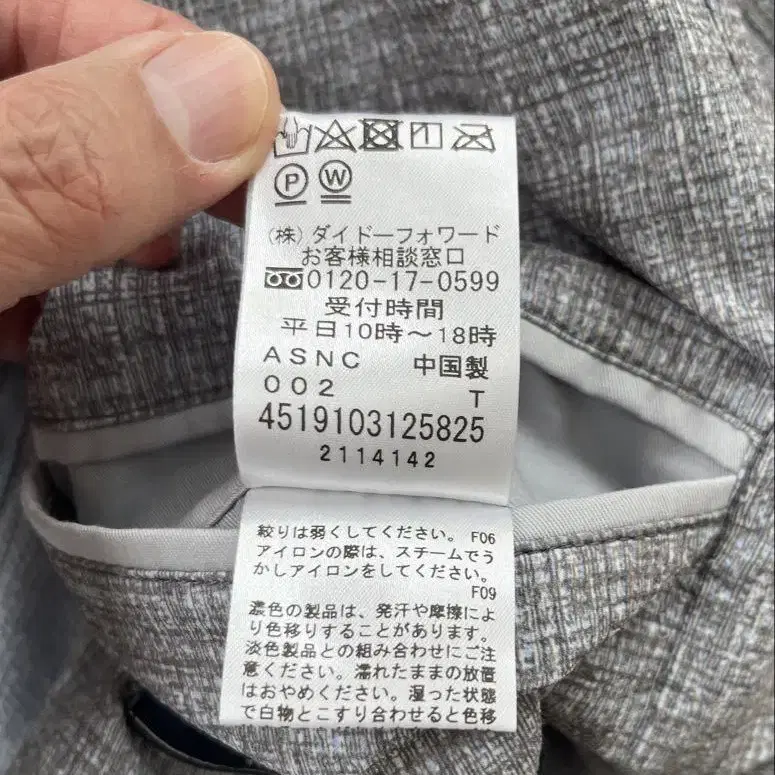 P W
(株)ダイドーフォワード
お客様相談窓口
0120-17-0599
受付時間
平日10時〜18時
ASNC 中国製
002 T
4519103125825
2114142
絞りは弱くしてください。 F06
アイロンの際は、スチームでう
かしアイロンをしてください。
F09
濃色の製品は、発汗や摩擦によ
り色移りすることがあります。
淡色製品との組み合わせにご注
意ください。濡れたままの放置
はおやめください。湿った状態
で白物とこすり合わせると色移